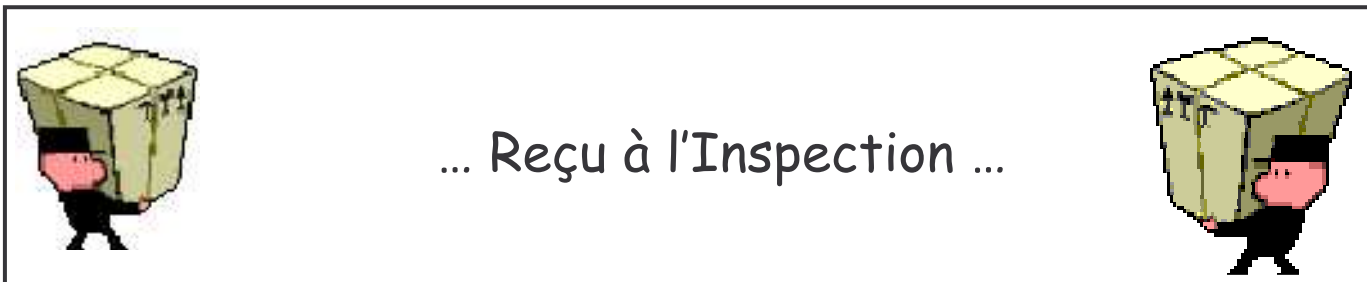 … Reçu à l’Inspection …